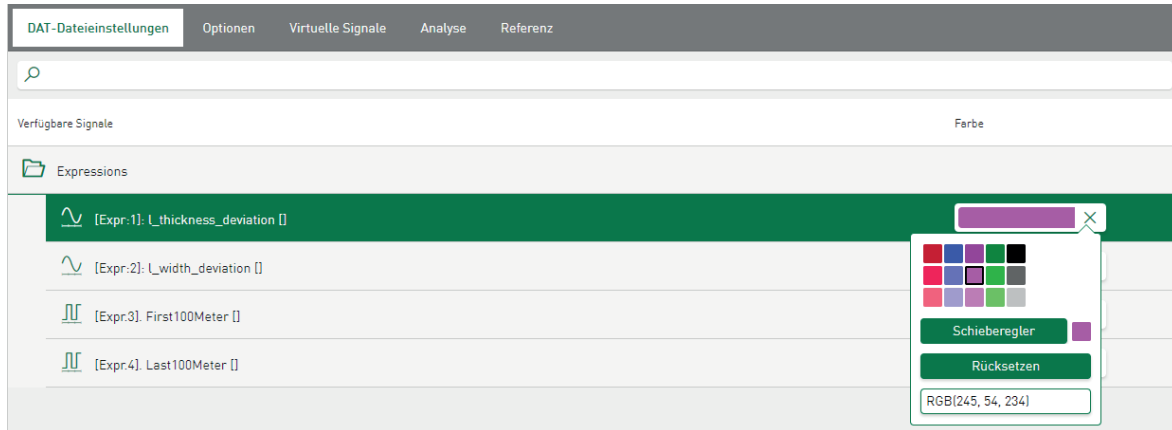 DAT-Dateieinstellungen Optionen Virtuelle Signale Analyse Referenz
Verfügbare Signale Farbe
Expressions
[Expr:1]: l_thickness_deviation []
[Expr:2]: l_width_deviation []
[Expr.3]. First100Meter []
[Expr.4]. Last100Meter []
Schieberegler
Rücksetzen
RGB(245, 54, 234)